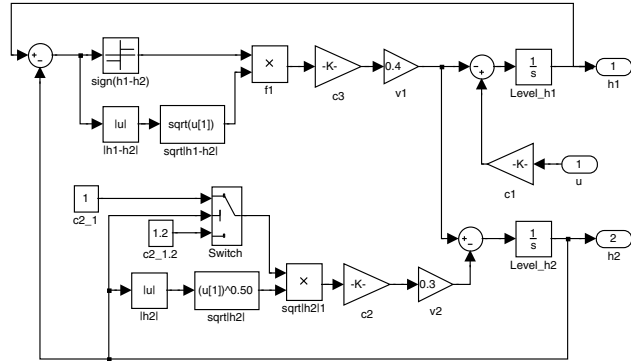 +
−
sign(h1-h2)
×
f1
-K-
c3
0.4
v1
−
+
1
s
Level_h1
1
h1
|u|
|h1-h2|
sqrt(u[1])
sqrt|h1-h2|
-K-
c1
1
u
1
c2_1
1.2
c2_1.2
Switch
+
−
1
s
Level_h2
2
h2
|u|
|h2|
(u[1])^0.50
sqrt|h2|
×
sqrt|h2|1
-K-
c2
0.3
v2